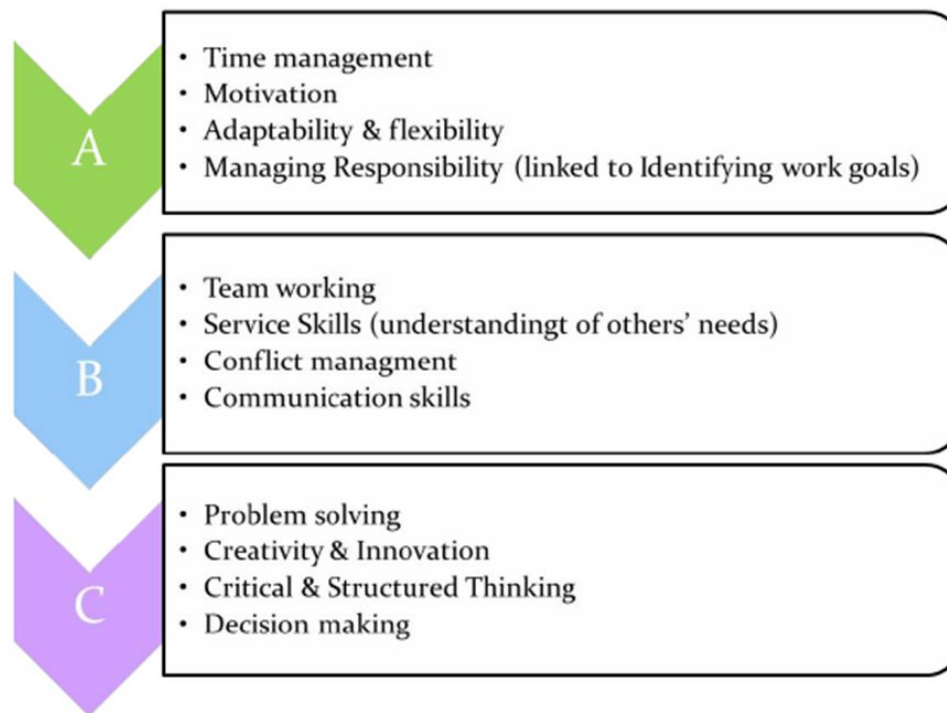 A
• Time management
• Motivation
• Adaptability & flexibility
• Managing Responsibility (linked to Identifying work goals)
B
• Team working
• Service Skills (understandingt of others' needs)
• Conflict managment
• Communication skills
C
• Problem solving
• Creativity & Innovation
• Critical & Structured Thinking
• Decision making